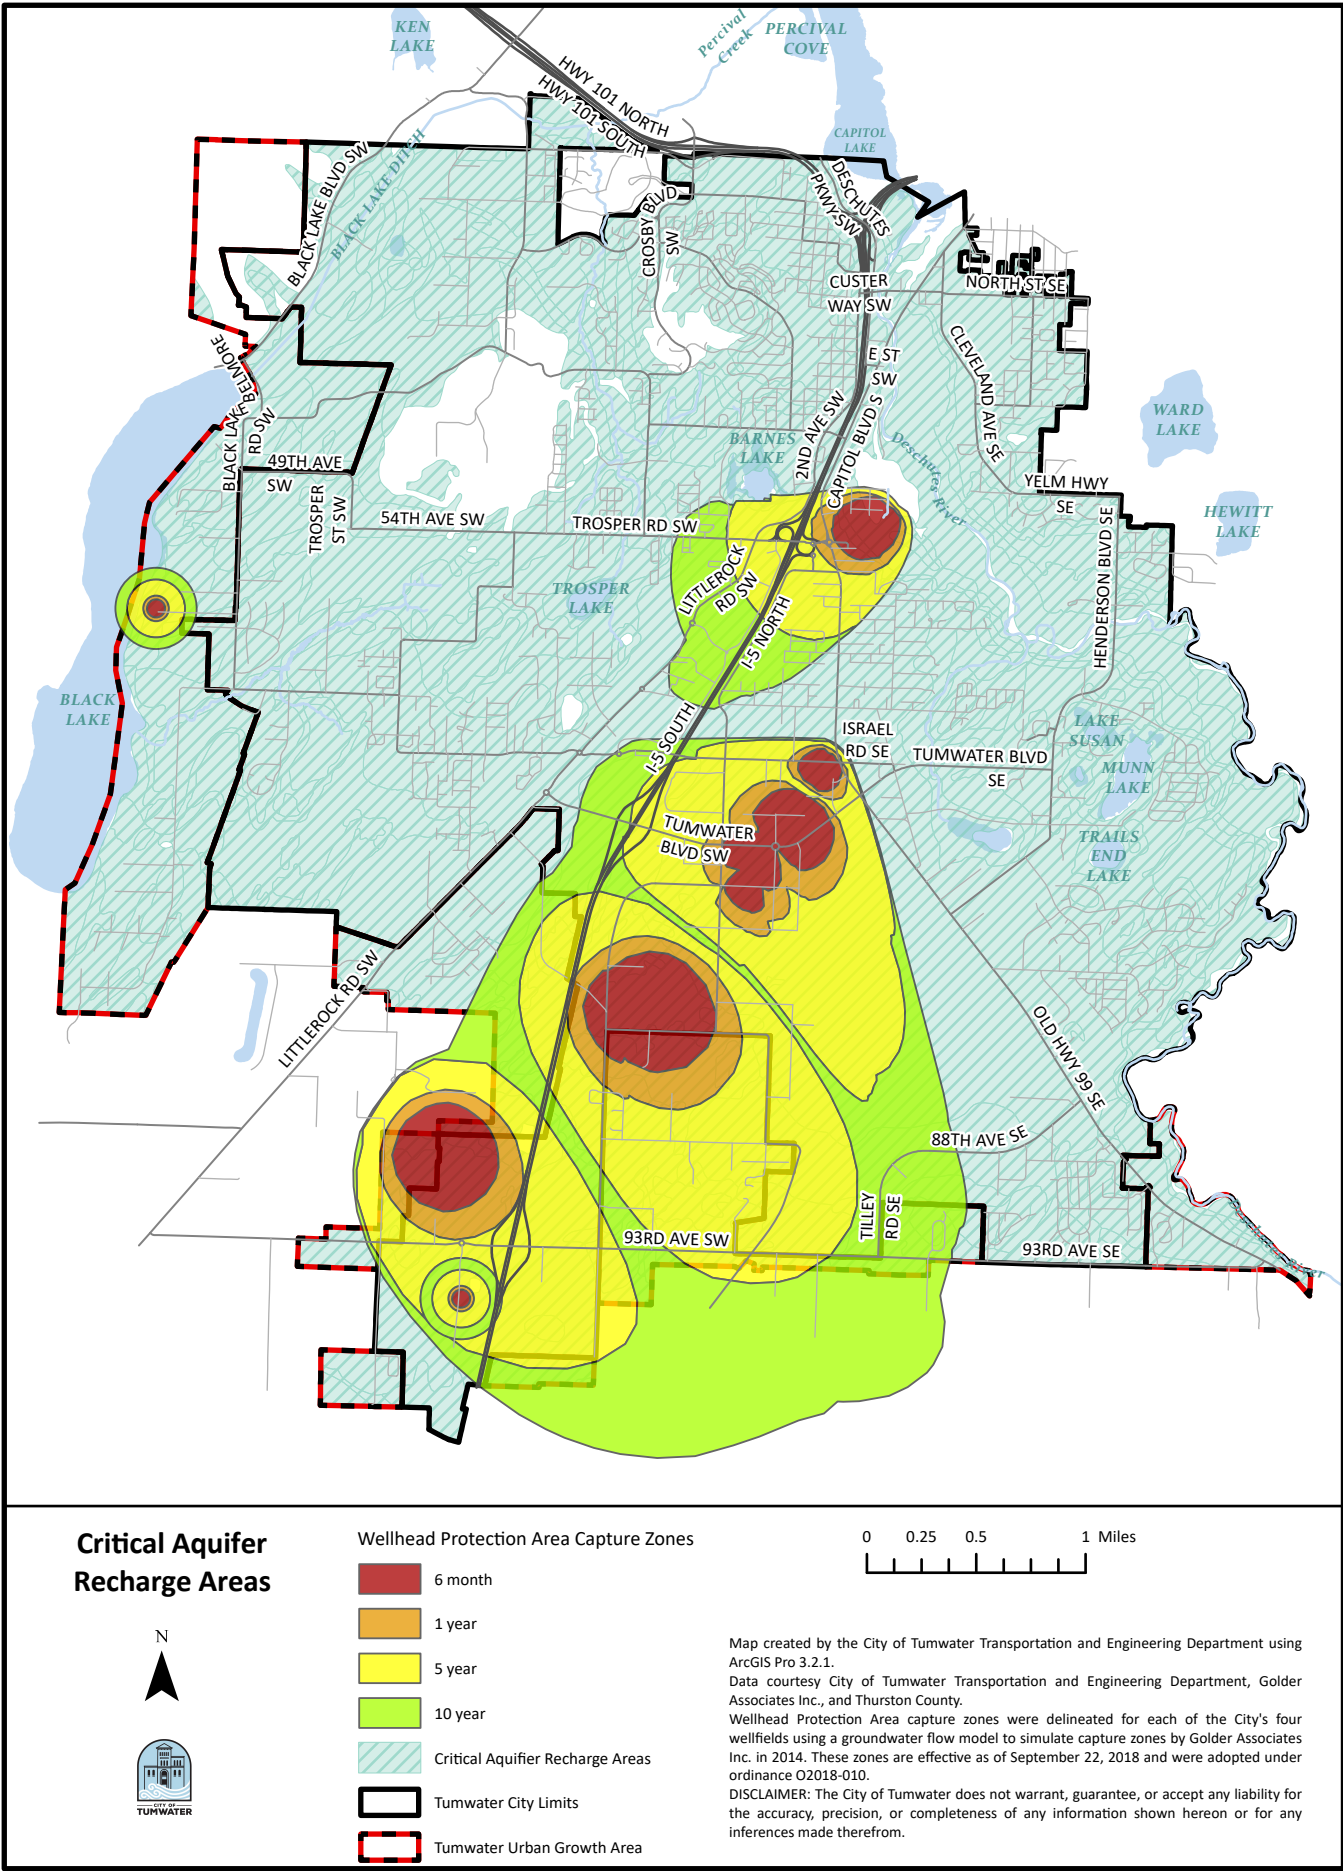 KEN
LAKE
Percival
Creek
PERCIVAL
COVE
HWY 101 NORTH
HWY 101 SOUTH
CAPITOL
LAKE
BLACK LAKE BLVD SW
BLACK LAKE DITCH
DESCHUTES
PKWY SW
CROSBY BLVD
SW
CUSTER
WAY SW
NORTH ST SE
BLACK LAKE BELMORE
RD SW
E ST
SW
CLEVELAND AVE SE
2ND AVE SW
CAPITOL BLVD S
BARNES
LAKE
Deschutes River
WARD
LAKE
49TH AVE
SW
TROSPER
ST SW
54TH AVE SW
TROSPER RD SW
YELM HWY
SE
HEWITT
LAKE
HENDERSON BLVD SE
LITTLEROCK
RD SW
TROSPER
LAKE
I-5 NORTH
BLACK
LAKE
I-5 SOUTH
ISRAEL
RD SE
TUMWATER BLVD
SE
LAKE
SUSAN
MUNN
LAKE
TUMWATER
BLVD SW
TRAILS
END
LAKE
LITTLEROCK RD SW
OLD HWY 99 SE
88TH AVE SE
TILLEY
RD SE
93RD AVE SW
93RD AVE SE
River
Critical Aquifer
Recharge Areas
N
CITY OF
TUMWATER
Wellhead Protection Area Capture Zones
6 month
1 year
5 year
10 year
Critical Aquifier Recharge Areas
Tumwater City Limits
Tumwater Urban Growth Area
0 0.25 0.5 1 Miles
Map created by the City of Tumwater Transportation and Engineering Department using
ArcGIS Pro 3.2.1.
Data courtesy City of Tumwater Transportation and Engineering Department, Golder
Associates Inc., and Thurston County.
Wellhead Protection Area capture zones were delineated for each of the City's four
wellfields using a groundwater flow model to simulate capture zones by Golder Associates
Inc. in 2014. These zones are effective as of September 22, 2018 and were adopted under
ordinance O2018-010.
DISCLAIMER: The City of Tumwater does not warrant, guarantee, or accept any liability for
the accuracy, precision, or completeness of any information shown hereon or for any
inferences made therefrom.